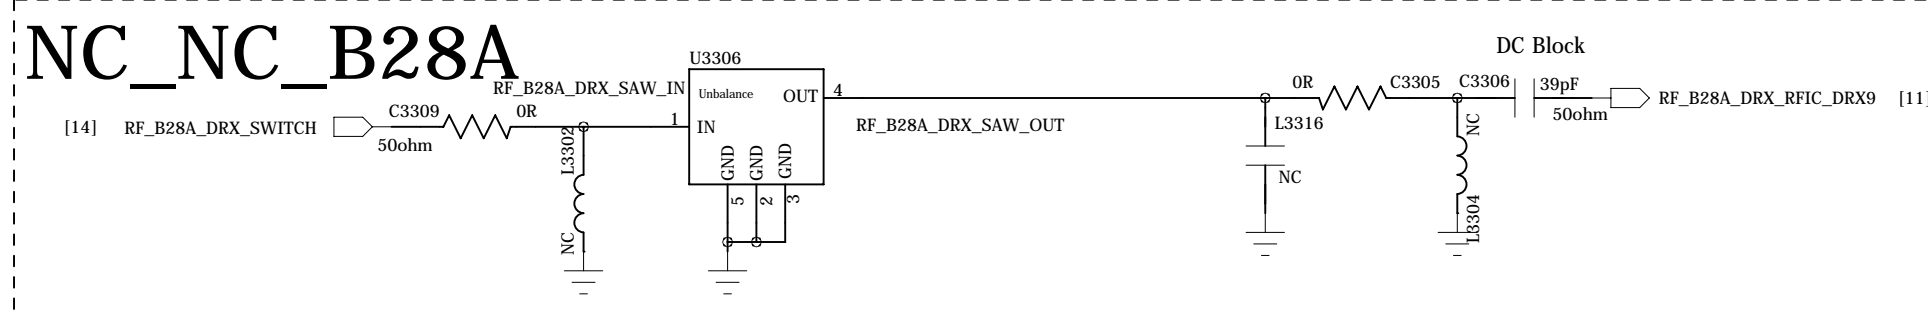 NC_NC_B28A
DC Block
U3306
RF_B28A_DRX_SAW_IN
Unbalance
OUT
4
0R
C3305
C3306
39pF
RF_B28A_DRX_RFIC_DRX9
[11]
C3309
0R
[14]
RF_B28A_DRX_SWITCH
50ohm
L3302
NC
1
IN
GND
GND
GND
5
2
3
RF_B28A_DRX_SAW_OUT
L3316
NC
NC
L3304
50ohm